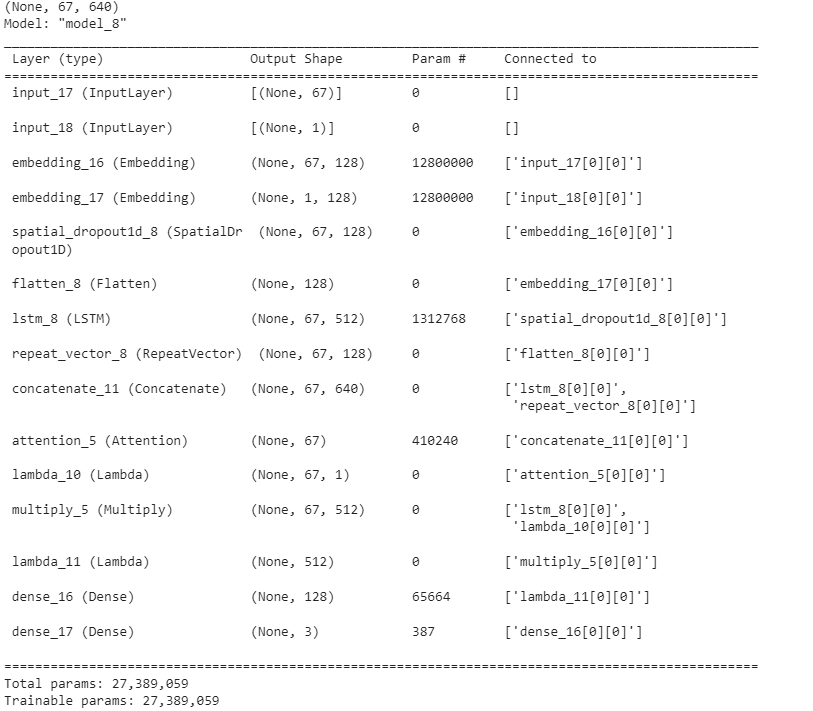 (None, 67, 640)
Model: "model_8"
__________________________________________________________________________________________________
Layer (type)                   Output Shape         Param #     Connected to
==================================================================================================
input_17 (InputLayer)          [(None, 67)]         0           []
input_18 (InputLayer)          [(None, 1)]          0           []
embedding_16 (Embedding)       (None, 67, 128)      12800000    ['input_17[0][0]']
embedding_17 (Embedding)       (None, 1, 128)       12800000    ['input_18[0][0]']
spatial_dropout1d_8 (SpatialDr  (None, 67, 128)     0           ['embedding_16[0][0]']
opout1D)
flatten_8 (Flatten)            (None, 128)          0           ['embedding_17[0][0]']
lstm_8 (LSTM)                  (None, 67, 512)      1312768     ['spatial_dropout1d_8[0][0]']
repeat_vector_8 (RepeatVector)  (None, 67, 128)     0           ['flatten_8[0][0]']
concatenate_11 (Concatenate)   (None, 67, 640)      0           ['lstm_8[0][0]',
'repeat_vector_8[0][0]']
attention_5 (Attention)        (None, 67)           410240      ['concatenate_11[0][0]']
lambda_10 (Lambda)             (None, 67, 1)        0           ['attention_5[0][0]']
multiply_5 (Multiply)          (None, 67, 512)      0           ['lstm_8[0][0]',
'lambda_10[0][0]']
lambda_11 (Lambda)             (None, 512)          0           ['multiply_5[0][0]']
dense_16 (Dense)               (None, 128)          65664       ['lambda_11[0][0]']
dense_17 (Dense)               (None, 3)            387         ['dense_16[0][0]']
==================================================================================================
Total params: 27,389,059
Trainable params: 27,389,059